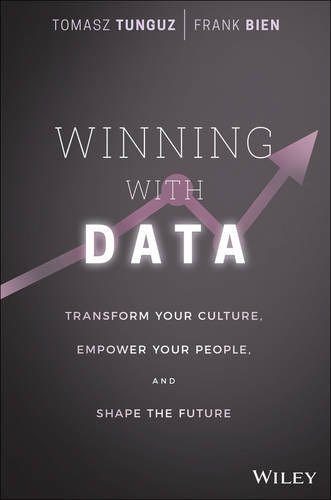 TOMASZ TUNGUZ | FRANK BIEN
WINNING
WITH
DATA
TRANSFORM YOUR CULTURE,
EMPOWER YOUR PEOPLE,
AND
SHAPE THE FUTURE
WILEY